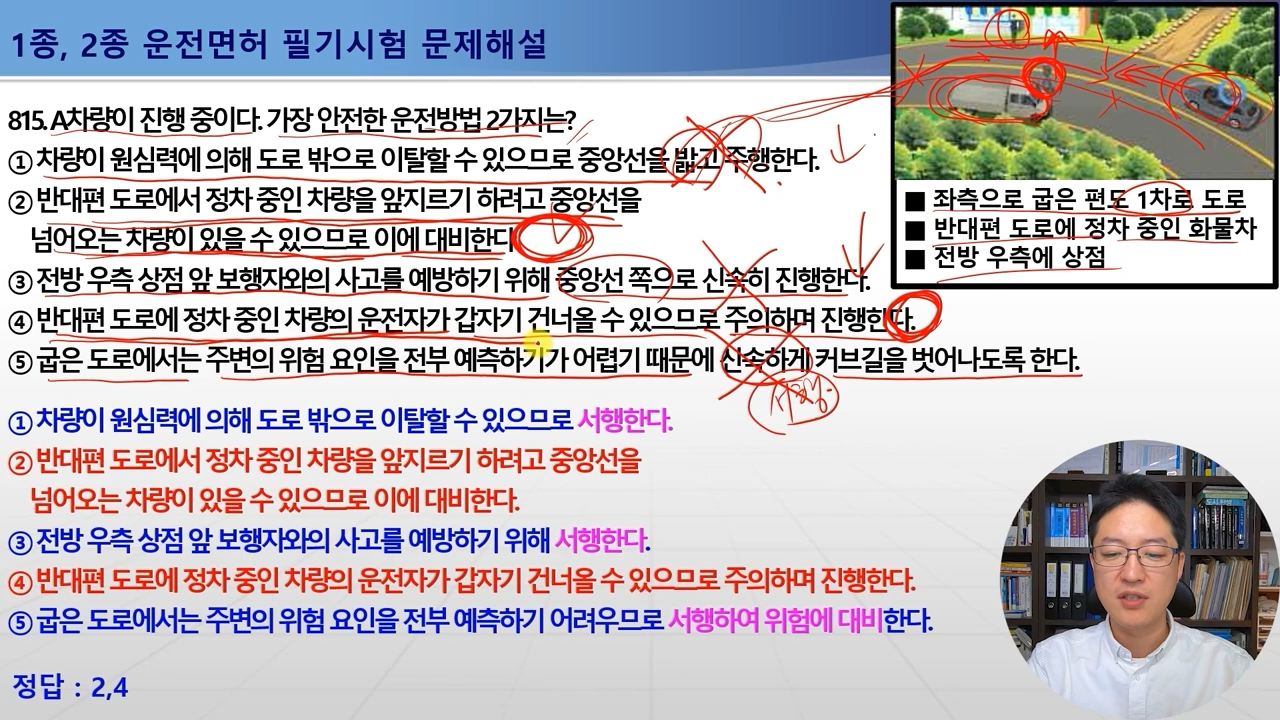 1종, 2종 운전면허 필기시험 문제해설
815. A차량이 진행 중이다. 가장 안전한 운전방법 2가지는?
① 차량이 원심력에 의해 도로 밖으로 이탈할 수 있으므로 중앙선을 밟고 주행한다.
② 반대편 도로에서 정차 중인 차량을 앞지르기 하려고 중앙선을
넘어오는 차량이 있을 수 있으므로 이에 대비한다.
③ 전방 우측 상점 앞 보행자와의 사고를 예방하기 위해 중앙선 쪽으로 신속히 진행한다.
④ 반대편 도로에 정차 중인 차량의 운전자가 갑자기 건너올 수 있으므로 주의하며 진행한다.
⑤ 굽은 도로에서는 주변의 위험 요인을 전부 예측하기가 어렵기 때문에 신속하게 커브길을 벗어나도록 한다.
서행
■ 좌측으로 굽은 편도 1차로 도로
■ 반대편 도로에 정차 중인 화물차
■ 전방 우측에 상점
① 차량이 원심력에 의해 도로 밖으로 이탈할 수 있으므로 서행한다.
② 반대편 도로에서 정차 중인 차량을 앞지르기 하려고 중앙선을
넘어오는 차량이 있을 수 있으므로 이에 대비한다.
③ 전방 우측 상점 앞 보행자와의 사고를 예방하기 위해 서행한다.
④ 반대편 도로에 정차 중인 차량의 운전자가 갑자기 건너올 수 있으므로 주의하며 진행한다.
⑤ 굽은 도로에서는 주변의 위험 요인을 전부 예측하기 어려우므로 서행하여 위험에 대비한다.
정답 : 2,4